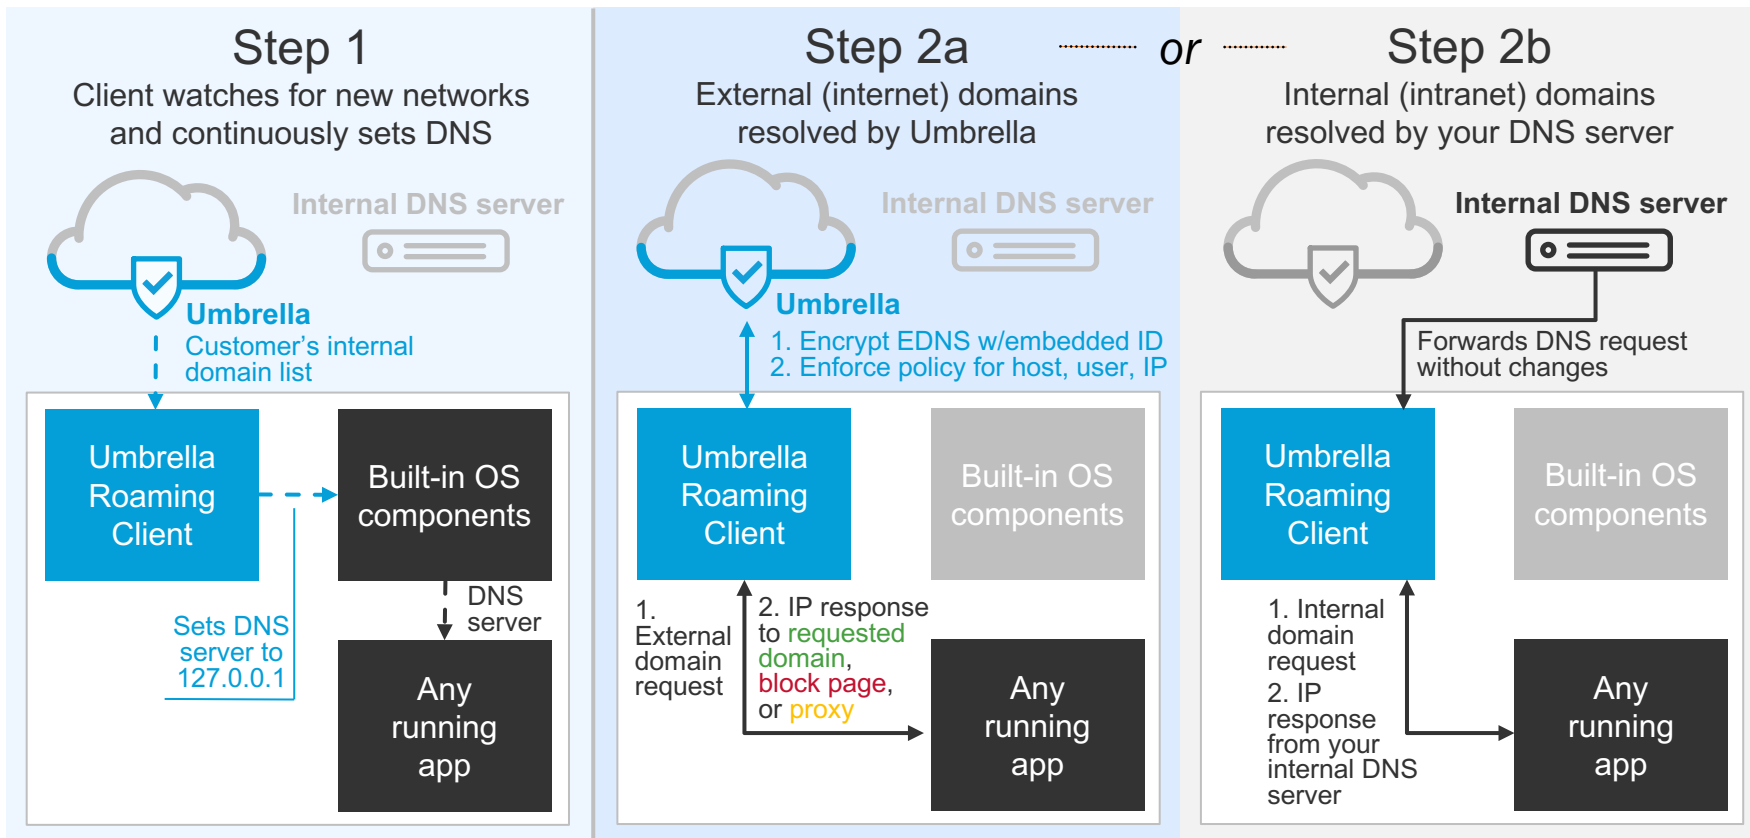 Step 1
Client watches for new networks
and continuously sets DNS
Internal DNS server
Umbrella
Customer's internal
domain list
Umbrella
Roaming
Client
Built-in OS
components
Sets DNS
server to
127.0.0.1
DNS
server
Any
running
app
Step 2a
External (internet) domains
resolved by Umbrella
Internal DNS server
Umbrella
1. Encrypt EDNS w/embedded ID
2. Enforce policy for host, user, IP
Umbrella
Roaming
Client
Built-in OS
components
1.
External
domain
request
2. IP response
to requested
domain,
block page,
or proxy
Any
running
app
or
Step 2b
Internal (intranet) domains
resolved by your DNS server
Internal DNS server
Forwards DNS request
without changes
Umbrella
Roaming
Client
Built-in OS
components
1. Internal
domain
request
2. IP
response
from your
internal DNS
server
Any
running
app